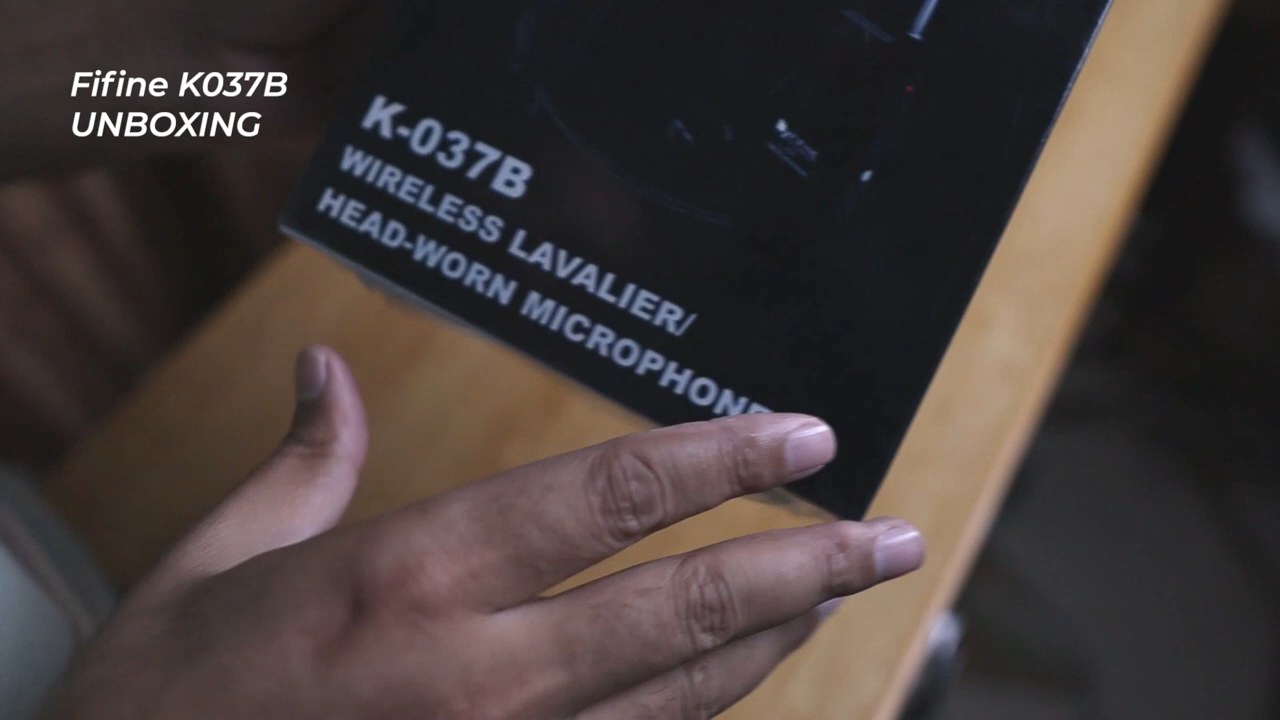 Fifine K037B
UNBOXING
K-037B
WIRELESS LAVALIER/
HEAD-WORN MICROPHONE